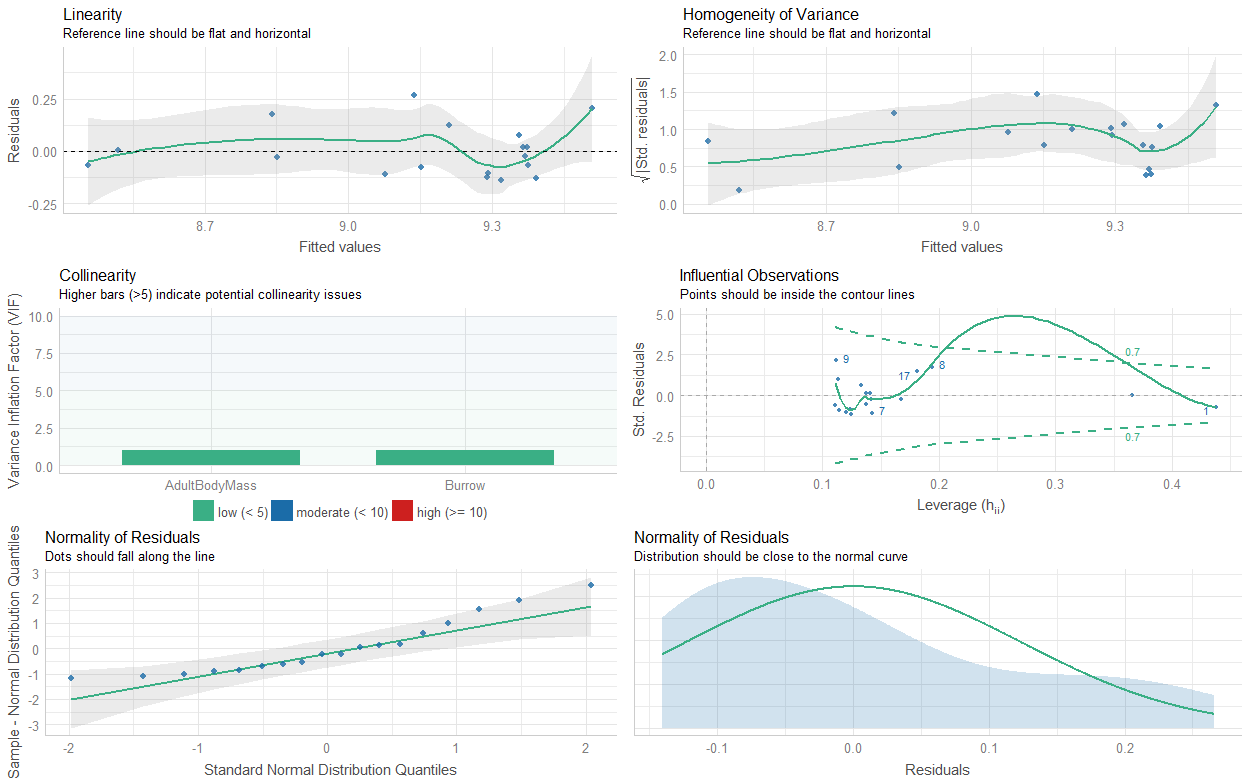 Linearity
Reference line should be flat and horizontal
Residuals
0.25
0.00
-0.25
8.7
9.0
9.3
Fitted values
Homogeneity of Variance
Reference line should be flat and horizontal
√|Std. residuals|
2.0
1.5
1.0
0.5
0.0
8.7
9.0
9.3
Fitted values
Collinearity
Higher bars (>5) indicate potential collinearity issues
Variance Inflation Factor (VIF)
10.0
7.5
5.0
2.5
0.0
AdultBodyMass
Burrow
low (< 5)
moderate (< 10)
high (>= 10)
Influential Observations
Points should be inside the contour lines
Std. Residuals
5.0
2.5
0.0
-2.5
0.7
9
17
8
7
1
0.7
0.0
0.1
0.2
0.3
0.4
Leverage (hii)
Normality of Residuals
Dots should fall along the line
Sample - Normal Distribution Quantiles
3
2
1
0
-1
-2
-3
-2
-1
0
1
2
Standard Normal Distribution Quantiles
Normality of Residuals
Distribution should be close to the normal curve
-0.1
0.0
0.1
0.2
Residuals